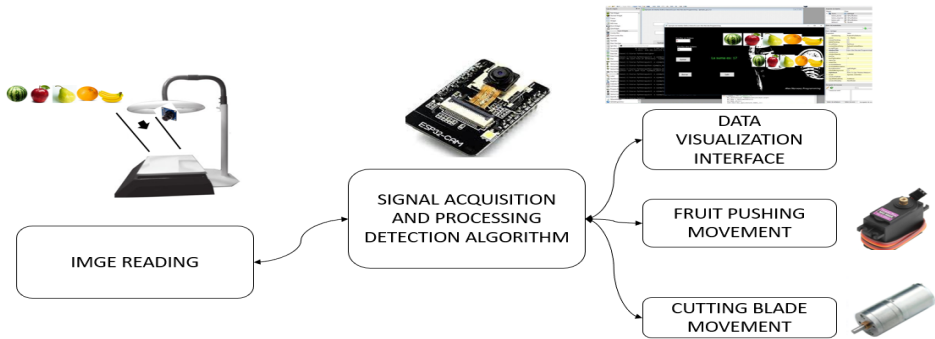 IMGE READING
SIGNAL ACQUISITION
AND PROCESSING
DETECTION ALGORITHM
ESP32-CAM
DATA
VISUALIZATION
INTERFACE
FRUIT PUSHING
MOVEMENT
CUTTING BLADE
MOVEMENT